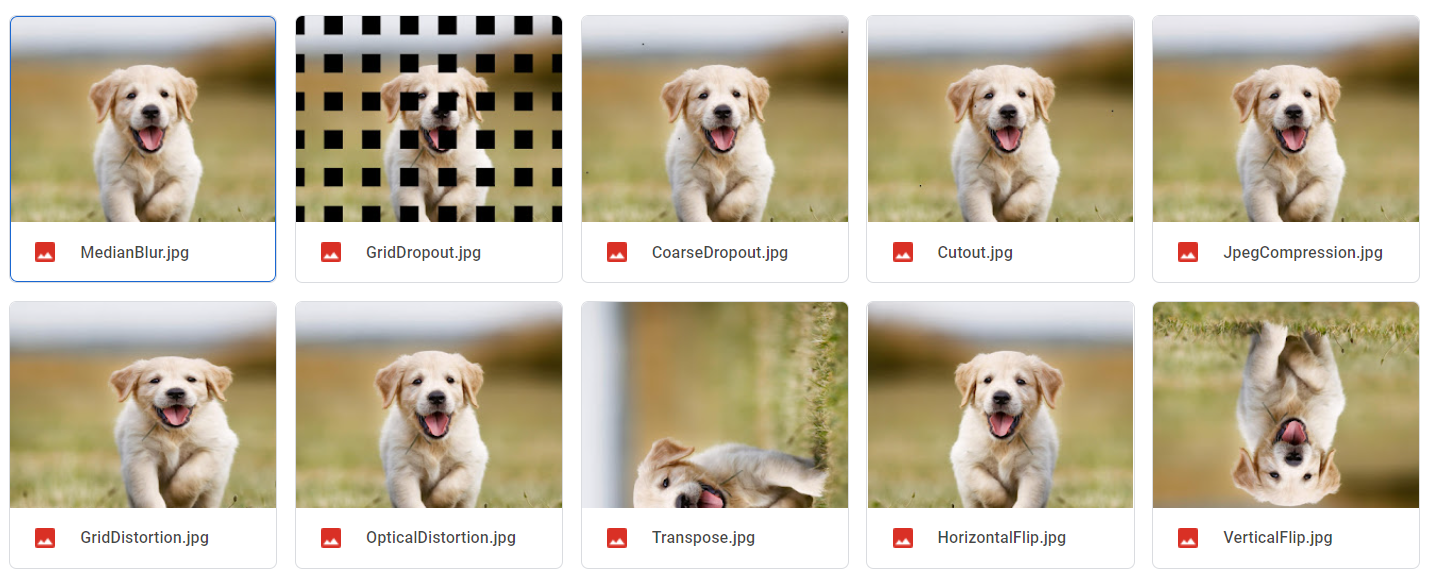 MedianBlur.jpg
GridDropout.jpg
CoarseDropout.jpg
Cutout.jpg
JpegCompression.jpg
GridDistortion.jpg
OpticalDistortion.jpg
Transpose.jpg
HorizontalFlip.jpg
VerticalFlip.jpg